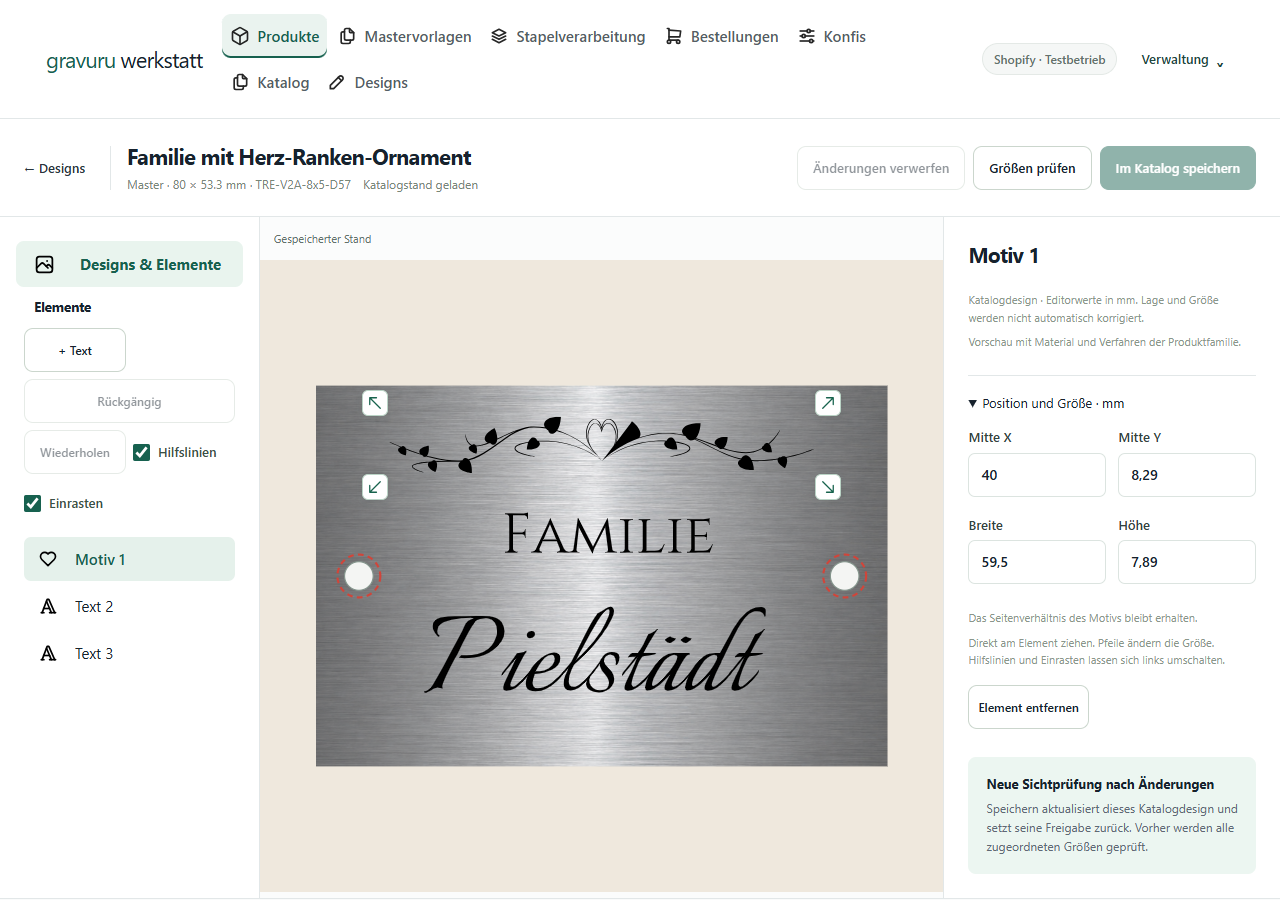 gravuru werkstatt
Produkte
Mastervorlagen
Stapelverarbeitung
Bestellungen
Konfis
Katalog
Designs
Shopify · Testbetrieb
Verwaltung
← Designs
Familie mit Herz-Ranken-Ornament
Master · 80 × 53.3 mm · TRE-V2A-8x5-D57 Katalogstand geladen
Änderungen verwerfen
Größen prüfen
Im Katalog speichern
Designs & Elemente
Elemente
+ Text
Rückgängig
Wiederholen
Hilfslinien
Einrasten
Motiv 1
Text 2
Text 3
Gespeicherter Stand
Familie
Pielstädt
Motiv 1
Katalogdesign · Editorwerte in mm. Lage und Größe
werden nicht automatisch korrigiert.
Vorschau mit Material und Verfahren der Produktfamilie.
▼ Position und Größe · mm
Mitte X
Mitte Y
40
8,29
Breite
Höhe
59,5
7,89
Das Seitenverhältnis des Motivs bleibt erhalten.
Direkt am Element ziehen. Pfeile ändern die Größe.
Hilfslinien und Einrasten lassen sich links umschalten.
Element entfernen
Neue Sichtprüfung nach Änderungen
Speichern aktualisiert dieses Katalogdesign und
setzt seine Freigabe zurück. Vorher werden alle
zugeordneten Größen geprüft.